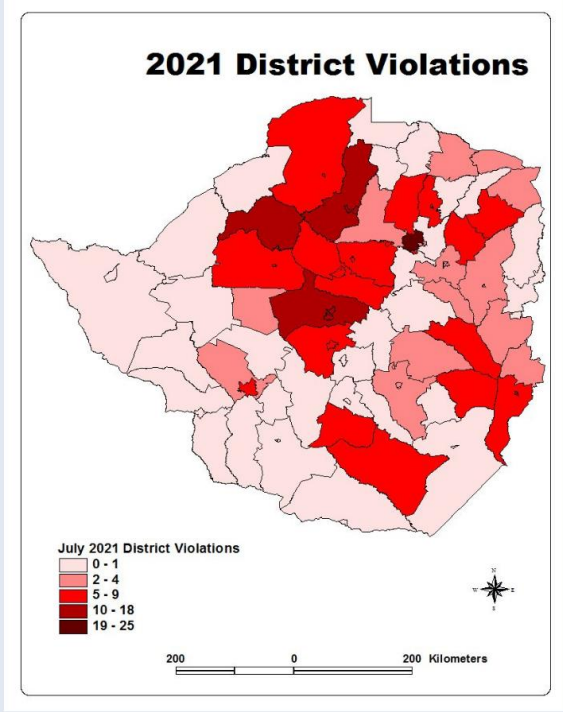 2021 District Violations
July 2021 District Violations
0 - 1
2 - 4
5 - 9
10 - 18
19 - 25
N
W E
S
200 0 200 Kilometers